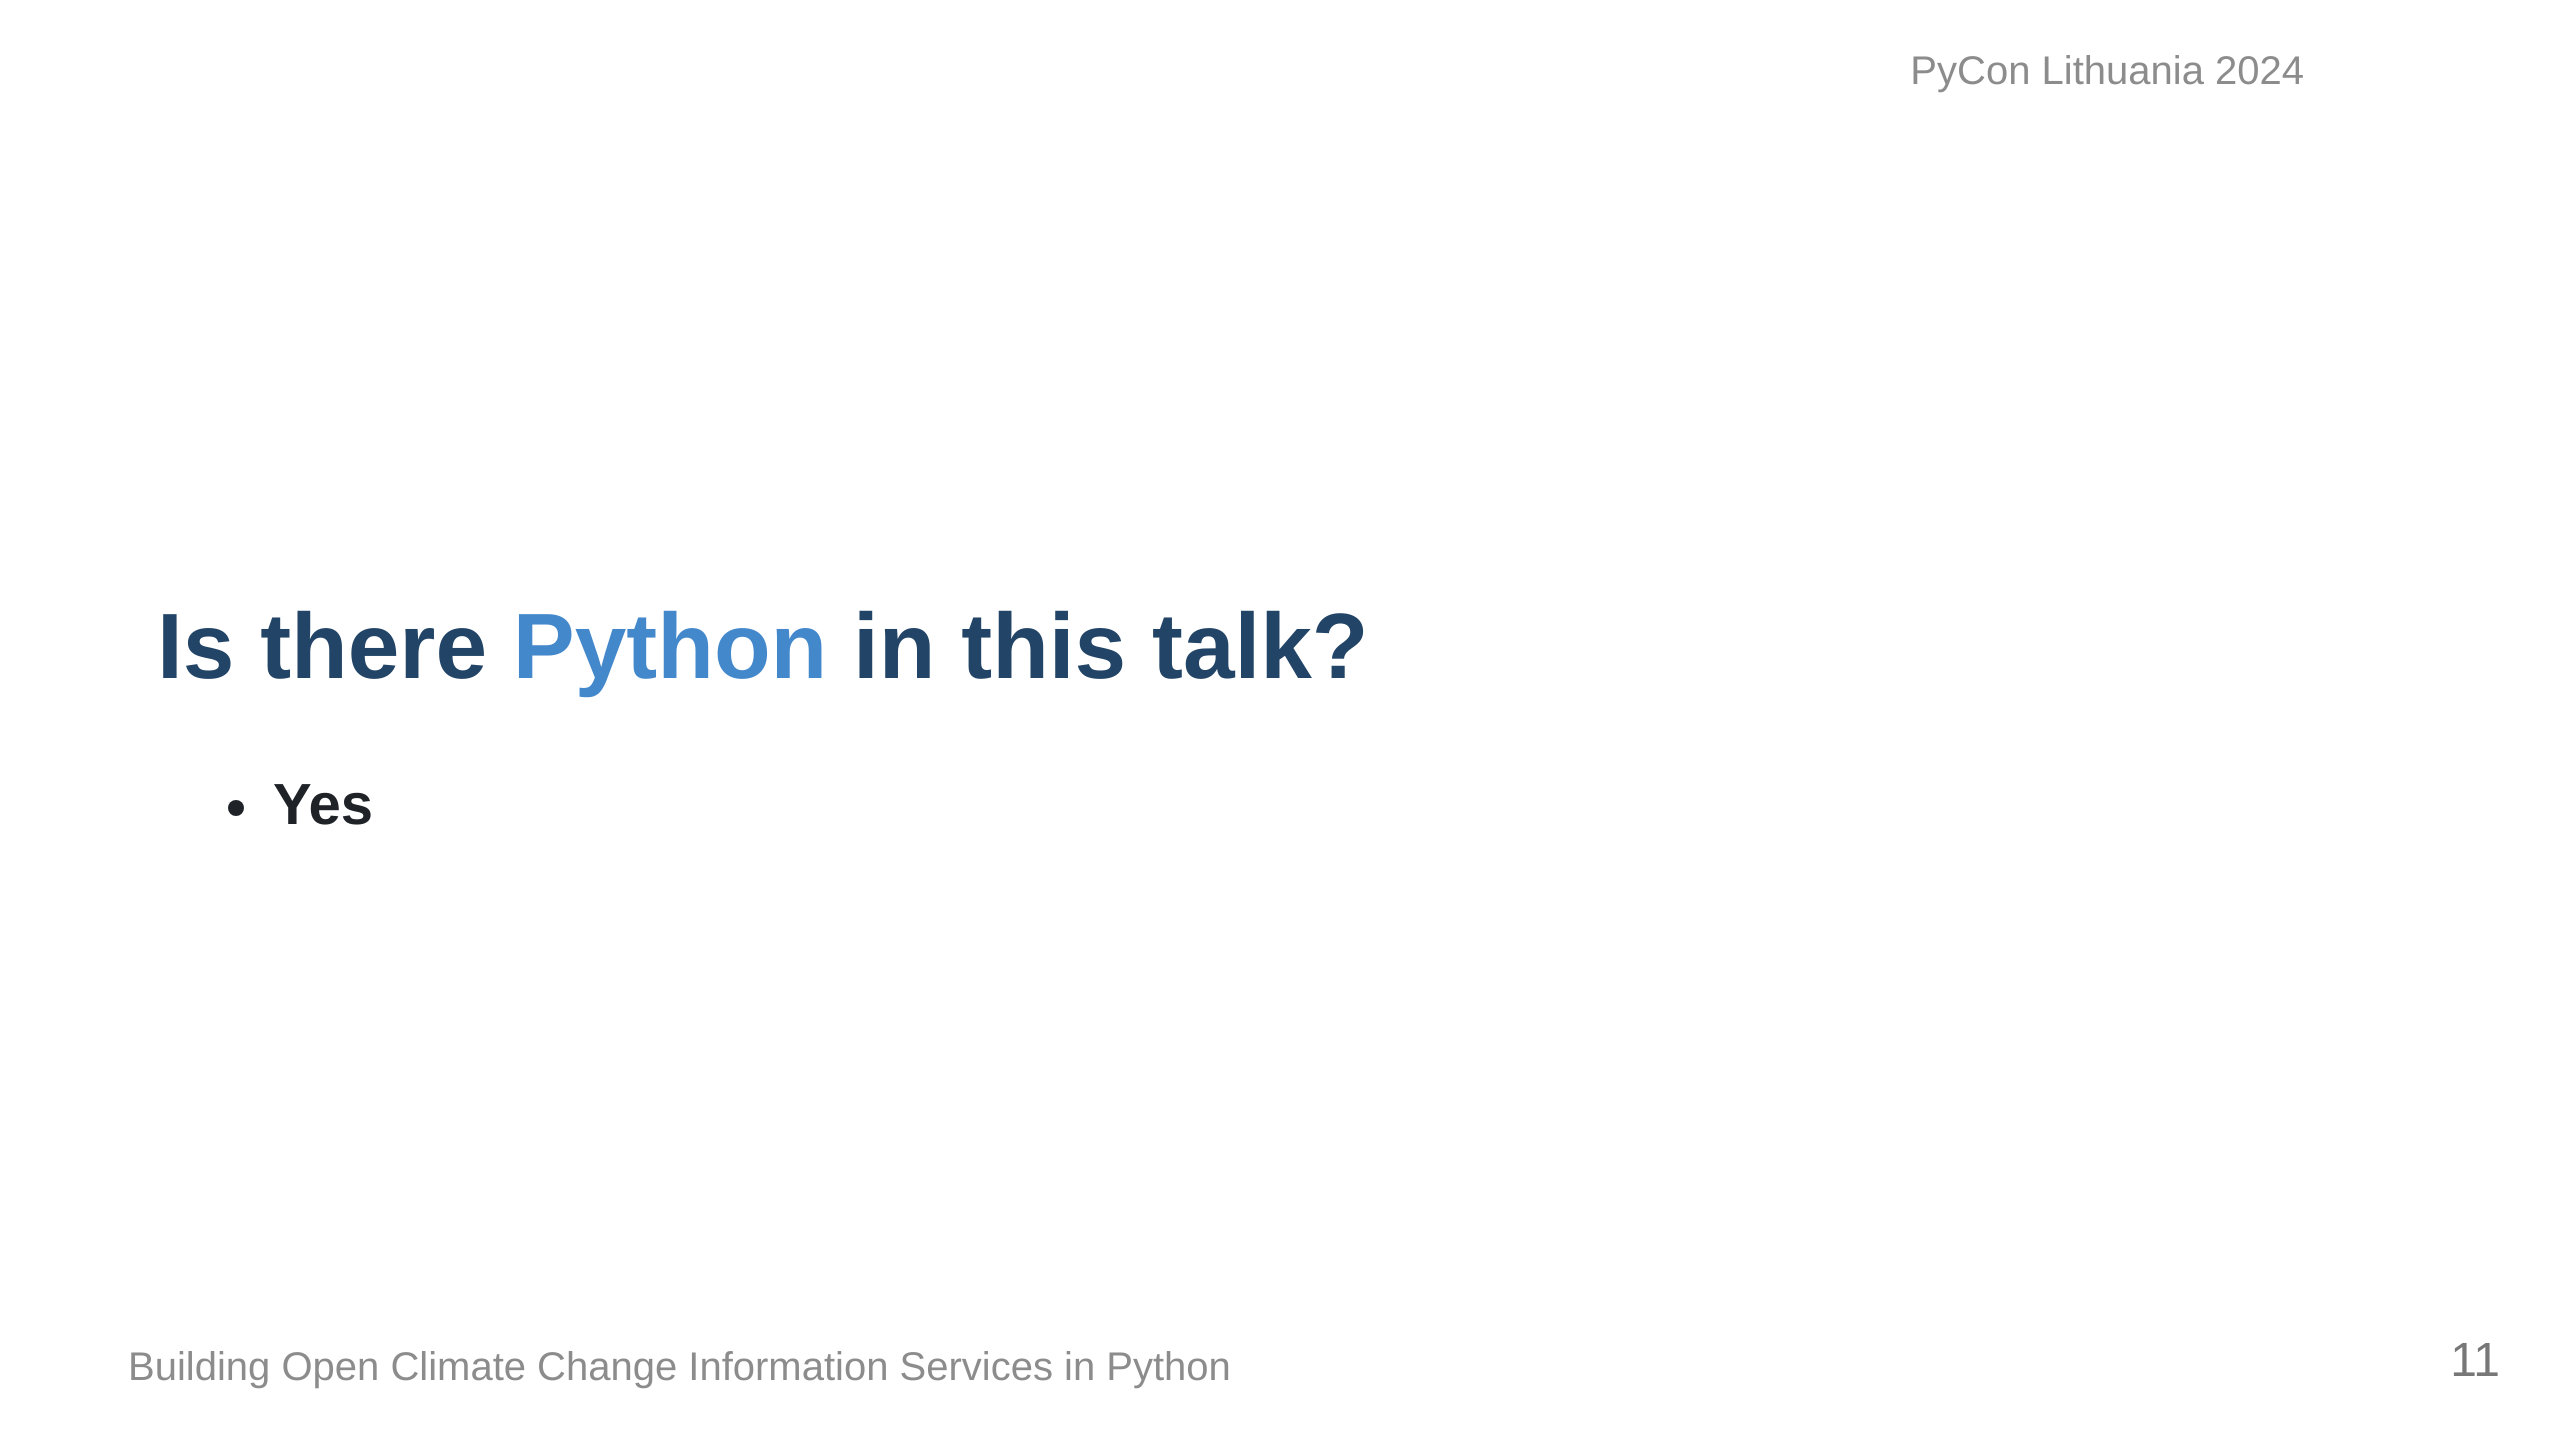 PyCon Lithuania 2024
Is there Python in this talk?
• Yes
Building Open Climate Change Information Services in Python
11